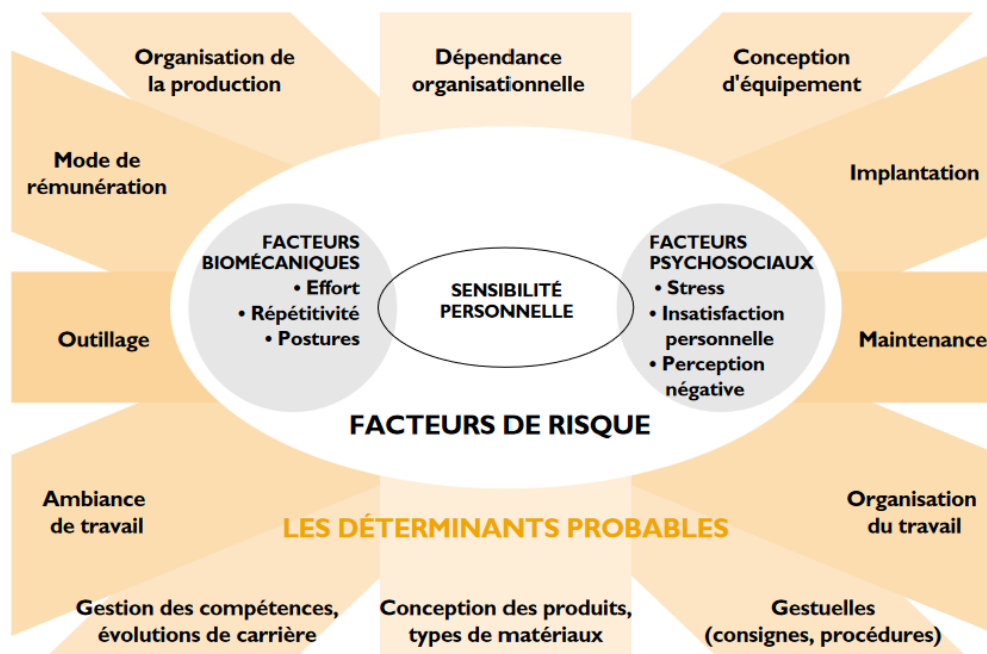 Organisation de
la production
Dépendance
organisationnelle
Conception
d'équipement
Mode de
rémunération
Implantation
FACTEURS
BIOMÉCANIQUES
• Effort
• Répétitivité
• Postures
SENSIBILITÉ
PERSONNELLE
FACTEURS
PSYCHOSOCIAUX
• Stress
• Insatisfaction
personnelle
• Perception
négative
Outillage
Maintenance
FACTEURS DE RISQUE
Ambiance
de travail
Organisation
du travail
LES DÉTERMINANTS PROBABLES
Gestion des compétences,
évolutions de carrière
Conception des produits,
types de matériaux
Gestuelles
(consignes, procédures)